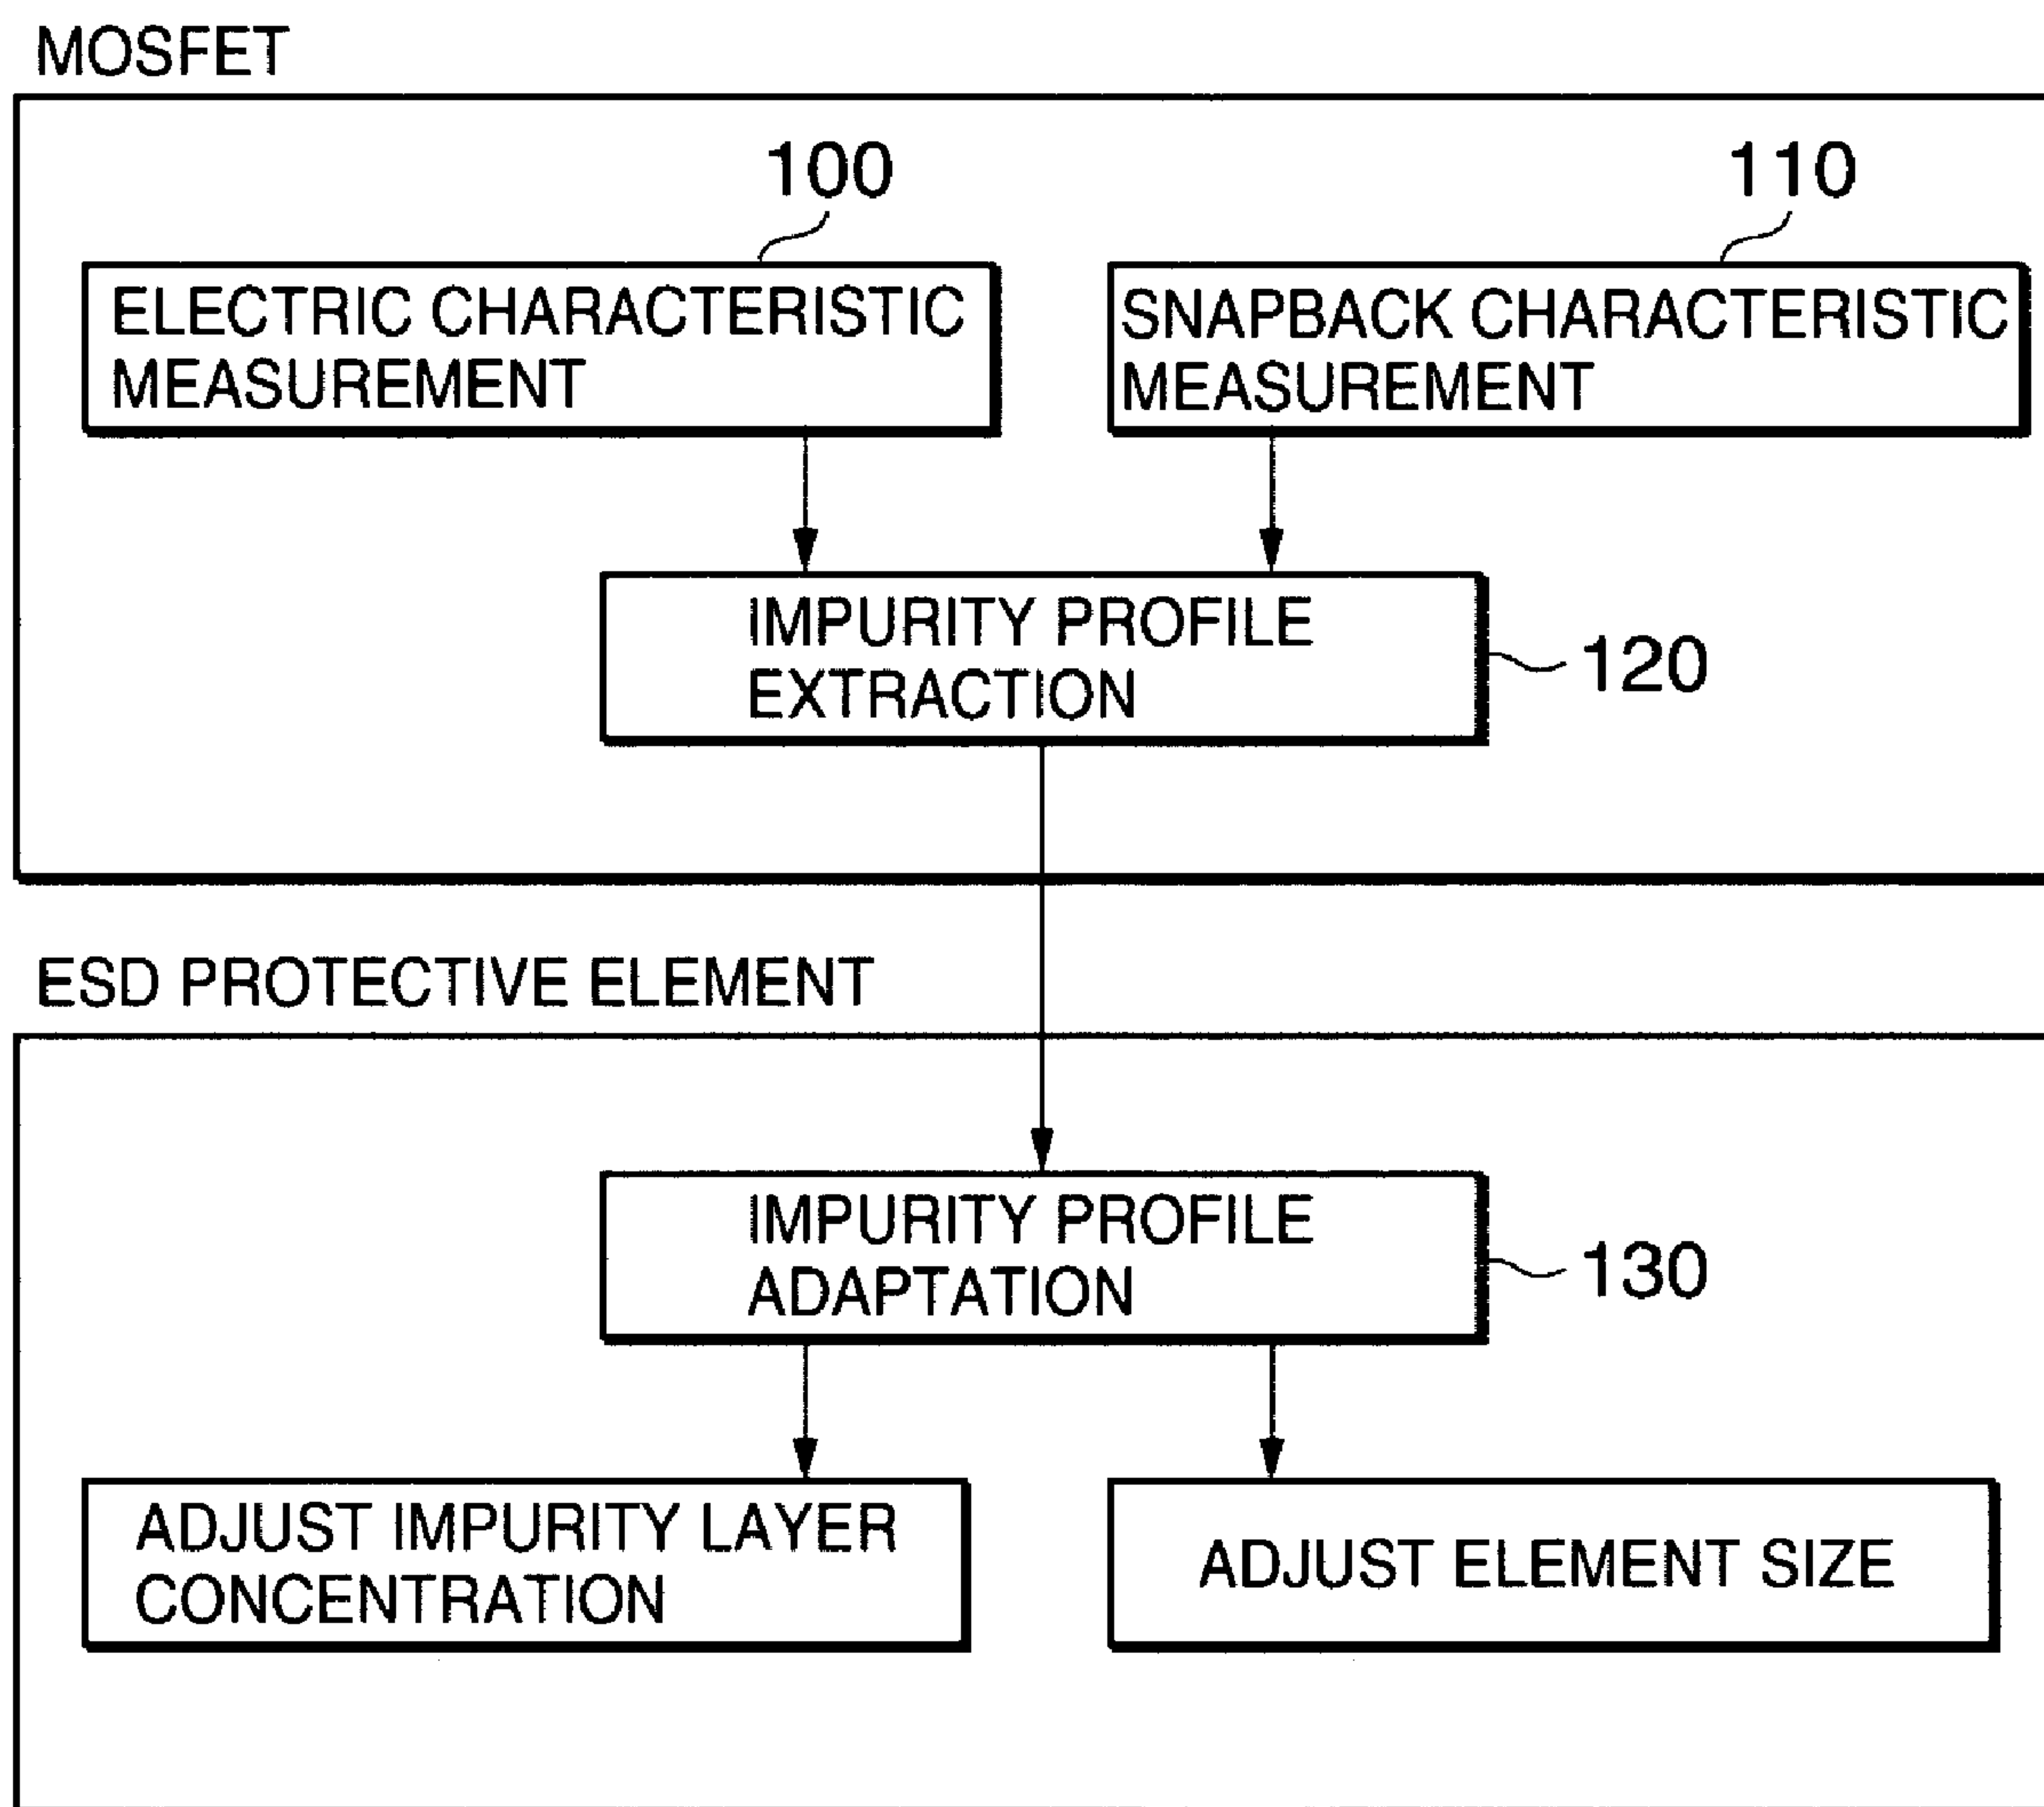 MOSFET
100
110
ELECTRIC CHARACTERISTIC
MEASUREMENT
SNAPBACK CHARACTERISTIC
MEASUREMENT
IMPURITY PROFILE
EXTRACTION
120
ESD PROTECTIVE ELEMENT
IMPURITY PROFILE
ADAPTATION
130
ADJUST IMPURITY LAYER
CONCENTRATION
ADJUST ELEMENT SIZE